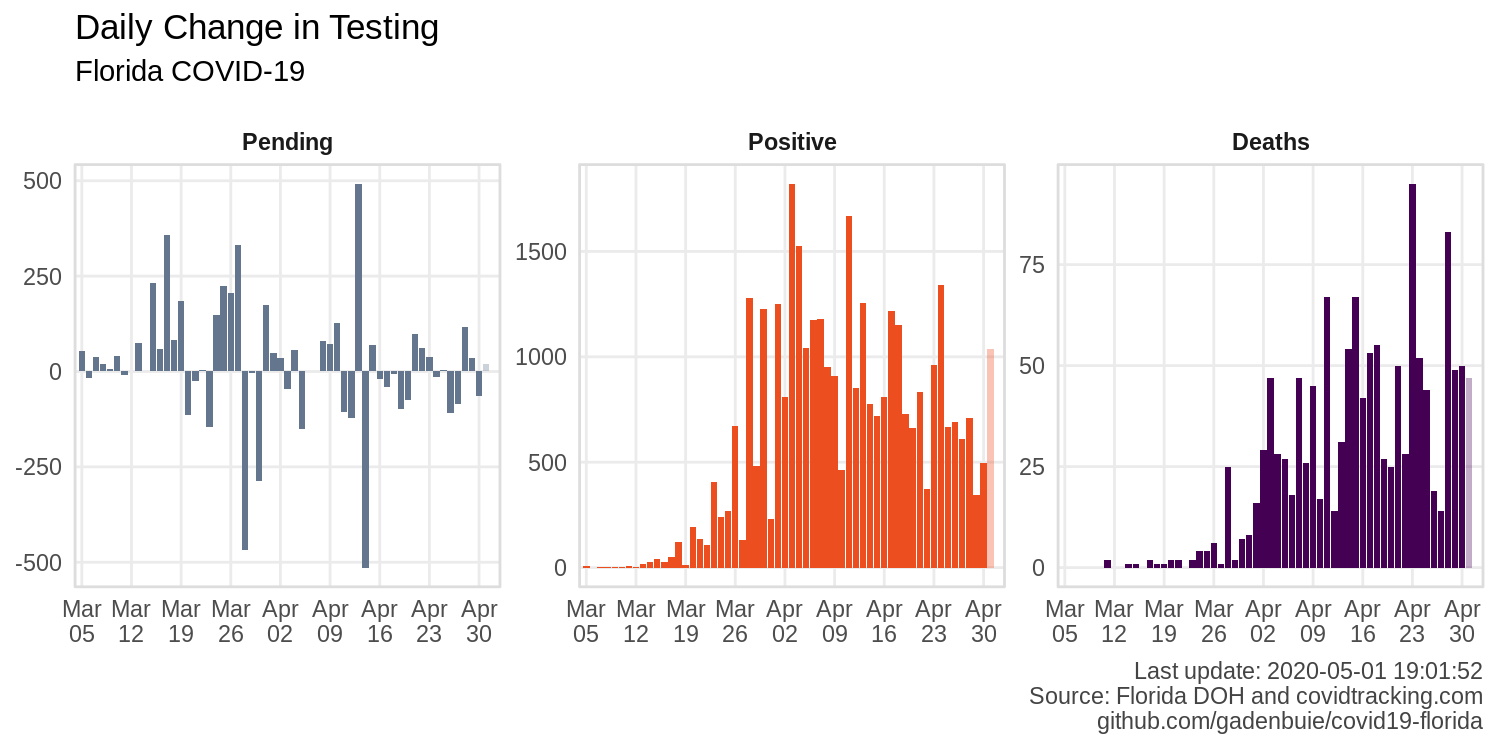 Daily Change in Testing
Florida COVID-19
Pending
Positive
Deaths
500
250
0
-250
-500
Mar 05
Mar 12
Mar 19
Mar 26
Apr 02
Apr 09
Apr 16
Apr 23
Apr 30
1500
1000
500
0
Mar 05
Mar 12
Mar 19
Mar 26
Apr 02
Apr 09
Apr 16
Apr 23
Apr 30
75
50
25
0
Mar 05
Mar 12
Mar 19
Mar 26
Apr 02
Apr 09
Apr 16
Apr 23
Apr 30
Last update: 2020-05-01 19:01:52
Source: Florida DOH and covidtracking.com
github.com/gadenbuie/covid19-florida